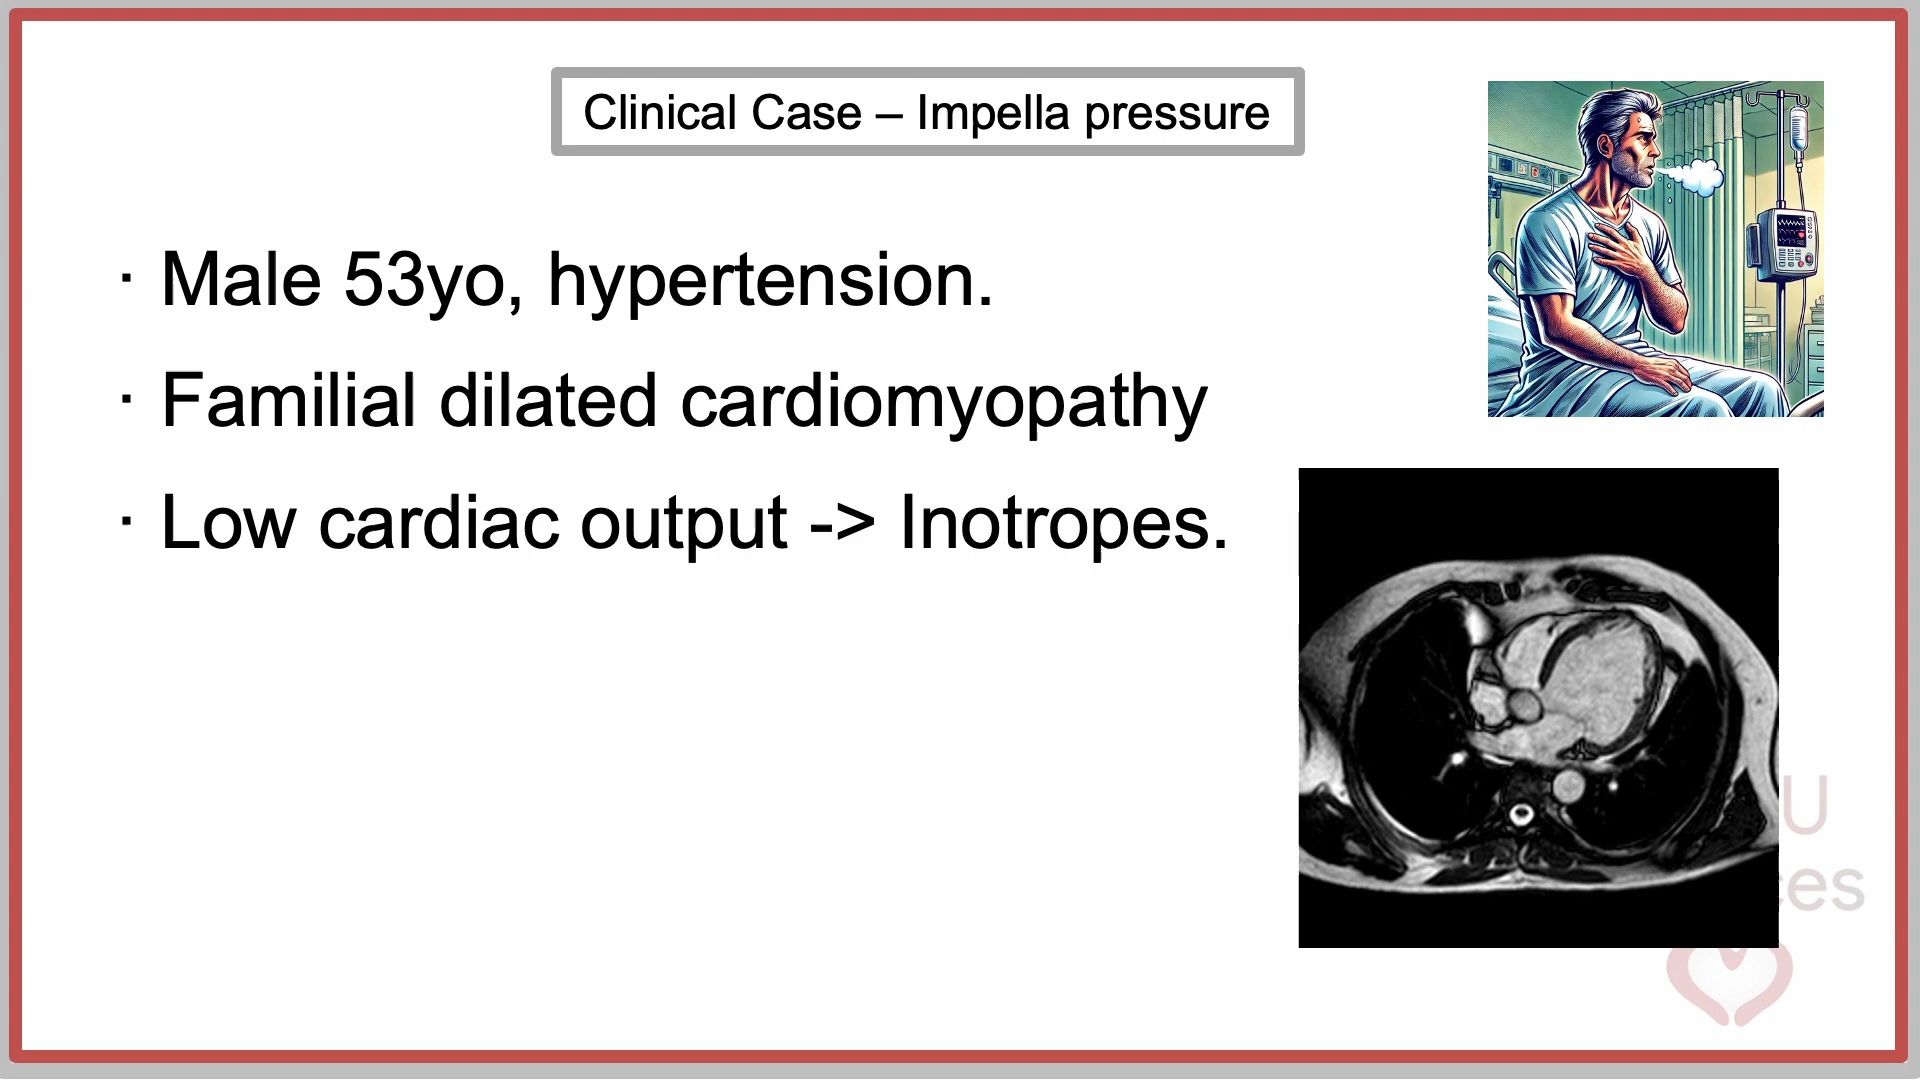 Clinical Case – Impella pressure
· Male 53yo, hypertension.
· Familial dilated cardiomyopathy
· Low cardiac output -> Inotropes.